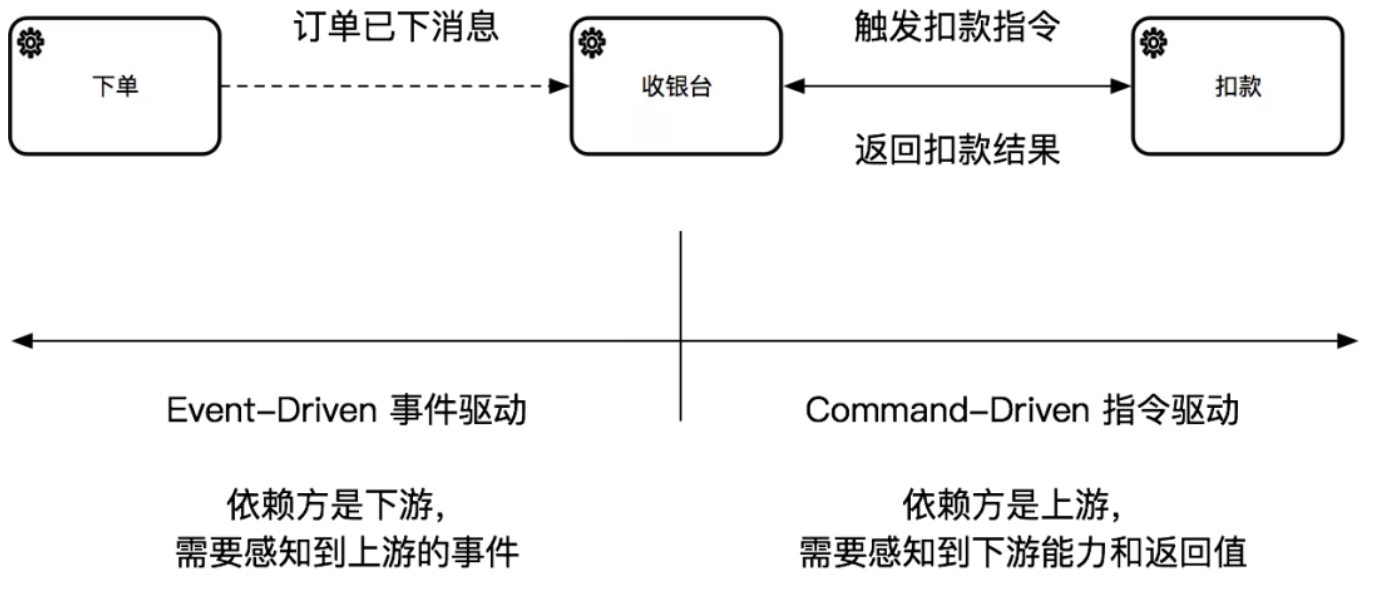 订单已下消息
触发扣款指令
下单
收银台
扣款
返回扣款结果
Event-Driven 事件驱动
Command-Driven 指令驱动
依赖方是下游，
需要感知到上游的事件
依赖方是上游，
需要感知到下游能力和返回值